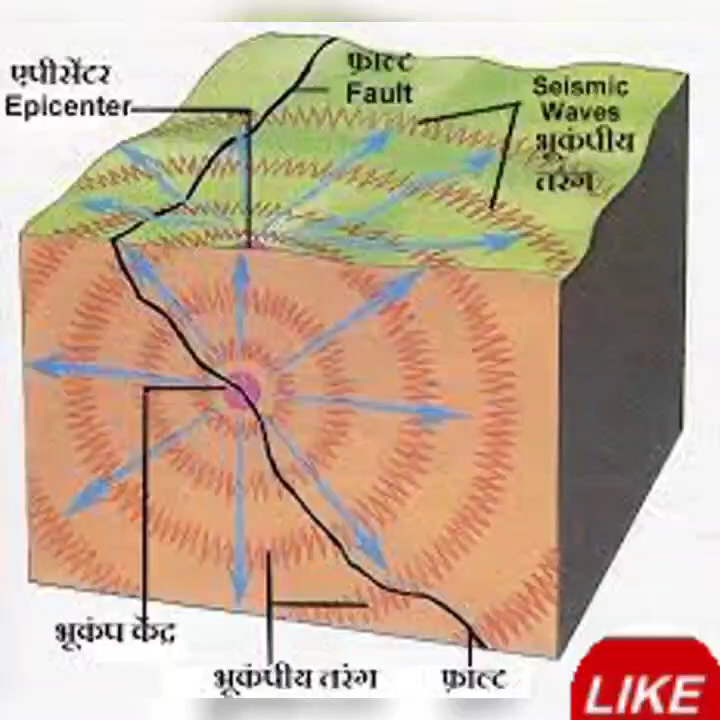 एपीसेंटर
Epicenter
फ़ाल्ट
Fault
Seismic
Waves
भूकंपीय
तरंग
भूकंप केंद्र
भूकंपीय तरंग
फ़ाल्ट
LIKE